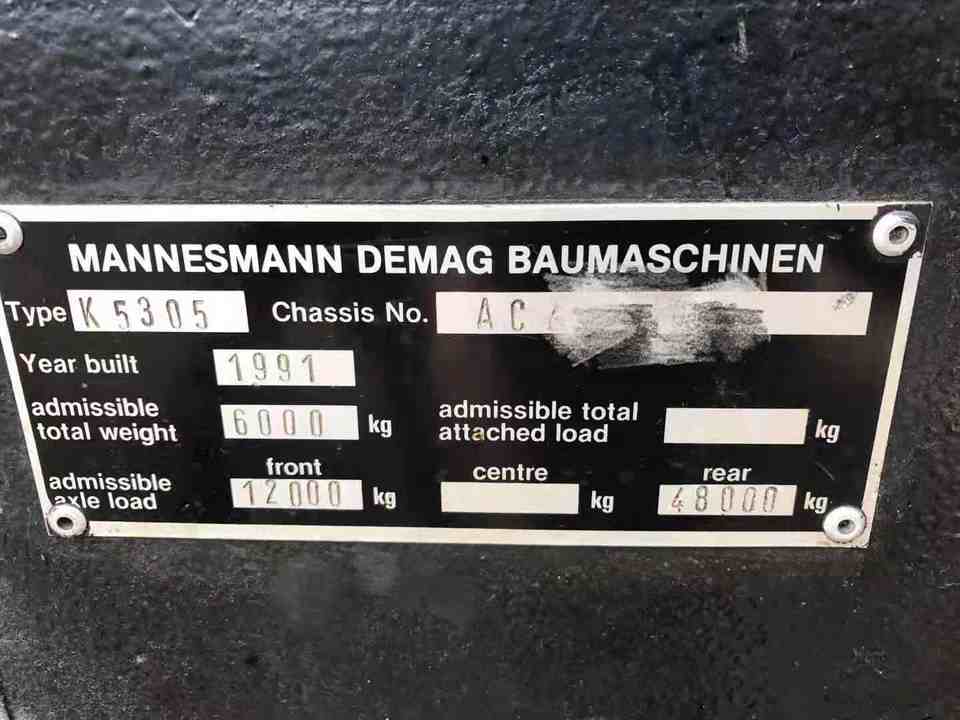 MANNESMANN DEMAG BAUMASCHINEN
Type K 5305 Chassis No. AC
Year built 1991
admissible total weight 6000 kg admissible total attached load kg
front centre rear
admissible axle load 12000 kg kg 48000 kg